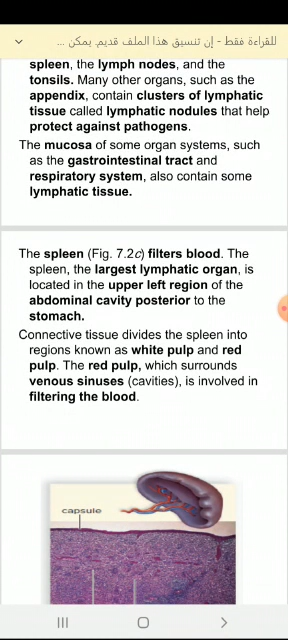 للقراءة فقط - إن تنسيق هذا الملف قديم. يمكن ...
spleen, the lymph nodes, and the
tonsils. Many other organs, such as the
appendix, contain clusters of lymphatic
tissue called lymphatic nodules that help
protect against pathogens.
The mucosa of some organ systems, such
as the gastrointestinal tract and
respiratory system, also contain some
lymphatic tissue.
The spleen (Fig. 7.2c) filters blood. The
spleen, the largest lymphatic organ, is
located in the upper left region of the
abdominal cavity posterior to the
stomach.
Connective tissue divides the spleen into
regions known as white pulp and red
pulp. The red pulp, which surrounds
venous sinuses (cavities), is involved in
filtering the blood.
capsule